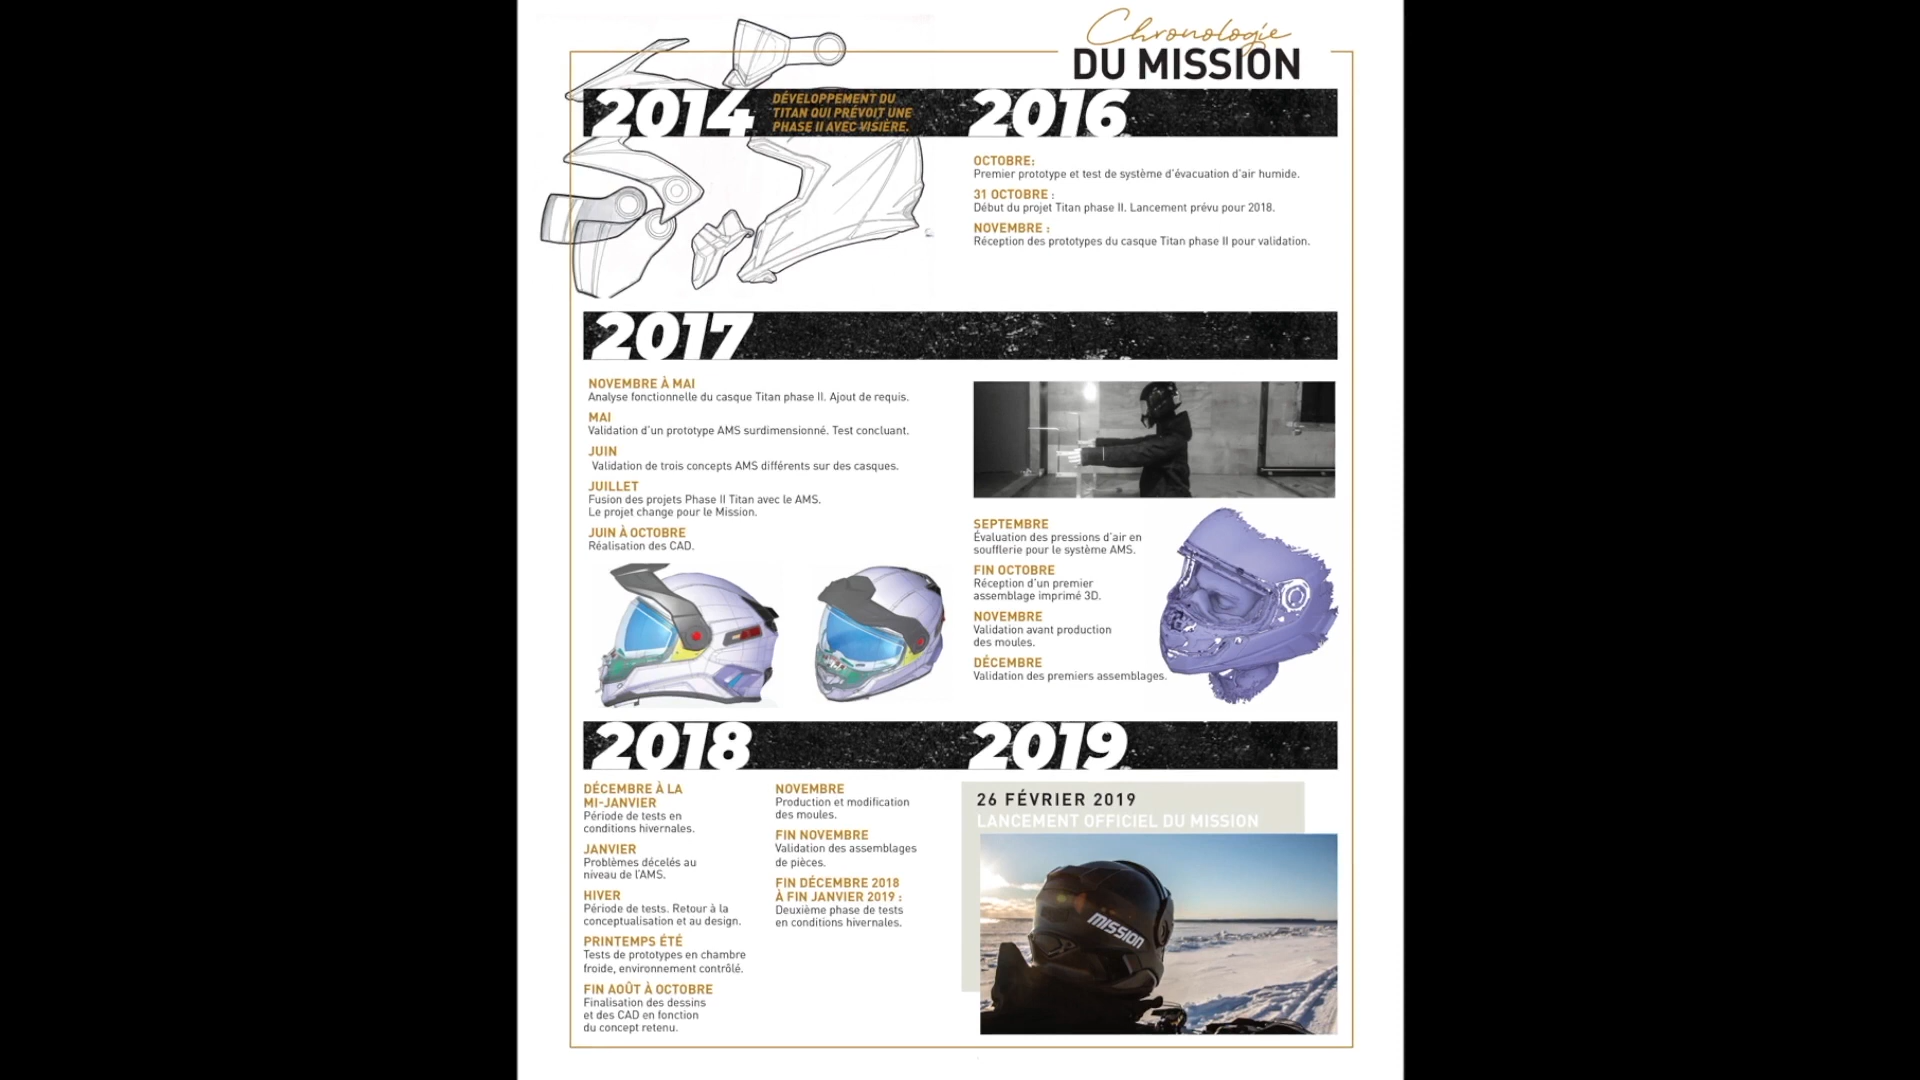 Chronologie
DU MISSION
2014
DÉVELOPPEMENT DU
TITAN QUI PRÉVOIT UNE
PHASE II AVEC VISIÈRE.
2016
OCTOBRE:
Premier prototype et test de système d'évacuation d'air humide.
31 OCTOBRE :
Début du projet Titan phase II. Lancement prévu pour 2018.
NOVEMBRE :
Réception des prototypes du casque Titan phase II pour validation.
2017
NOVEMBRE À MAI
Analyse fonctionnelle du casque Titan phase II. Ajout de requis.
MAI
Validation d'un prototype AMS surdimensionné. Test concluant.
JUIN
Validation de trois concepts AMS différents sur des casques.
JUILLET
Fusion des projets Phase II Titan avec le AMS.
Le projet change pour le Mission.
JUIN À OCTOBRE
Réalisation des CAD.
SEPTEMBRE
Évaluation des pressions d'air en
soufflerie pour le système AMS.
FIN OCTOBRE
Réception d'un premier
assemblage imprimé 3D.
NOVEMBRE
Validation avant production
des moules.
DÉCEMBRE
Validation des premiers assemblages.
2018
DÉCEMBRE À LA
MI-JANVIER
Période de tests en
conditions hivernales.
JANVIER
Problèmes décelés au
niveau de l'AMS.
HIVER
Période de tests. Retour à la
conceptualisation et au design.
PRINTEMPS ÉTÉ
Tests de prototypes en chambre
froide, environnement contrôlé.
FIN AOÛT À OCTOBRE
Finalisation des dessins
et des CAD en fonction
du concept retenu.
NOVEMBRE
Production et modification
des moules.
FIN NOVEMBRE
Validation des assemblages
de pièces.
FIN DÉCEMBRE 2018
À FIN JANVIER 2019 :
Deuxième phase de tests
en conditions hivernales.
2019
26 FÉVRIER 2019
LANCEMENT OFFICIEL DU MISSION
MISSION